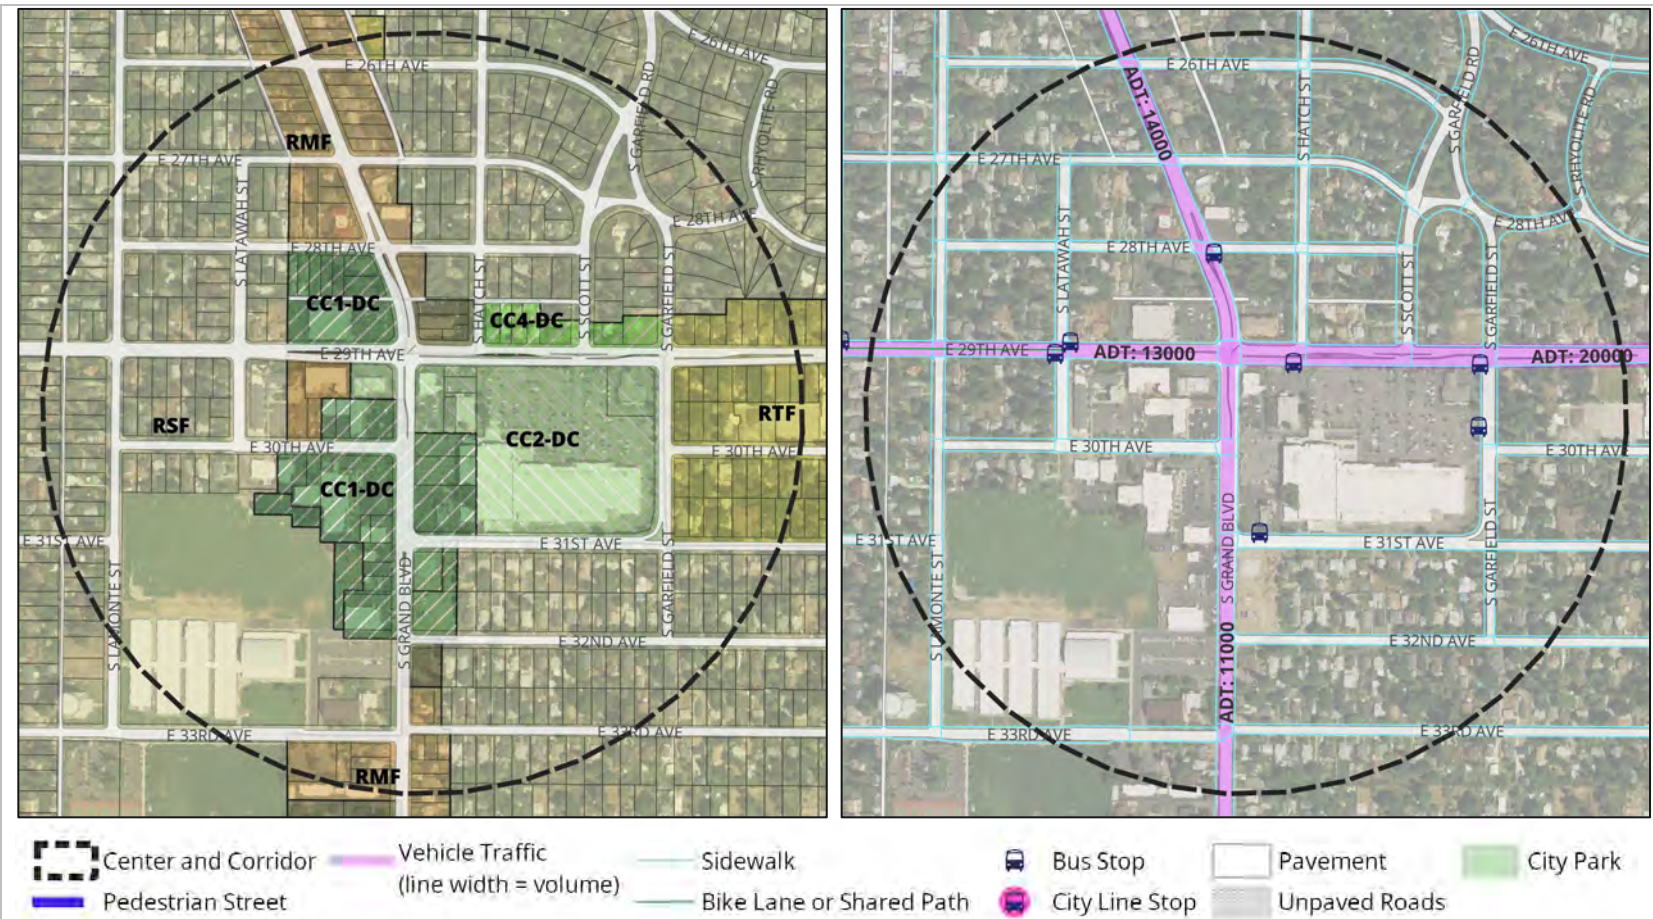 E 26TH AVE
E 26TH AVE
S GARFIELD RD
S RHYOLITE RD
RMF
E 27TH AVE
S LATAWAH ST
E 28TH AVE
E 28TH AVE
CC1-DC
S HATCH ST
CC4-DC
S SCOTT ST
S GARFIELD ST
E 29TH AVE
RSF
RTF
CC2-DC
E 30TH AVE
E 30TH AVE
CC1-DC
E 31ST AVE
E 31ST AVE
S LAMONTE ST
S GRAND BLVD
S GARFIELD ST
E 32ND AVE
E 33RD AVE
E 33RD AVE
RMF
E 26TH AVE
E 26TH AVE
ADT: 14000
S HATCH ST
S GARFIELD RD
S RHYOLITE RD
E 27TH AVE
S LATAWAH ST
E 28TH AVE
E 28TH AVE
S SCOTT ST
S GARFIELD ST
E 29TH AVE
ADT: 13000
ADT: 20000
E 30TH AVE
E 30TH AVE
S GRAND BLVD
E 31ST AVE
E 31ST AVE
S LAMONTE ST
S GARFIELD ST
ADT: 11000
E 32ND AVE
E 33RD AVE
E 33RD AVE
Center and Corridor
Pedestrian Street
Vehicle Traffic
(line width = volume)
Sidewalk
Bike Lane or Shared Path
Bus Stop
City Line Stop
Pavement
Unpaved Roads
City Park